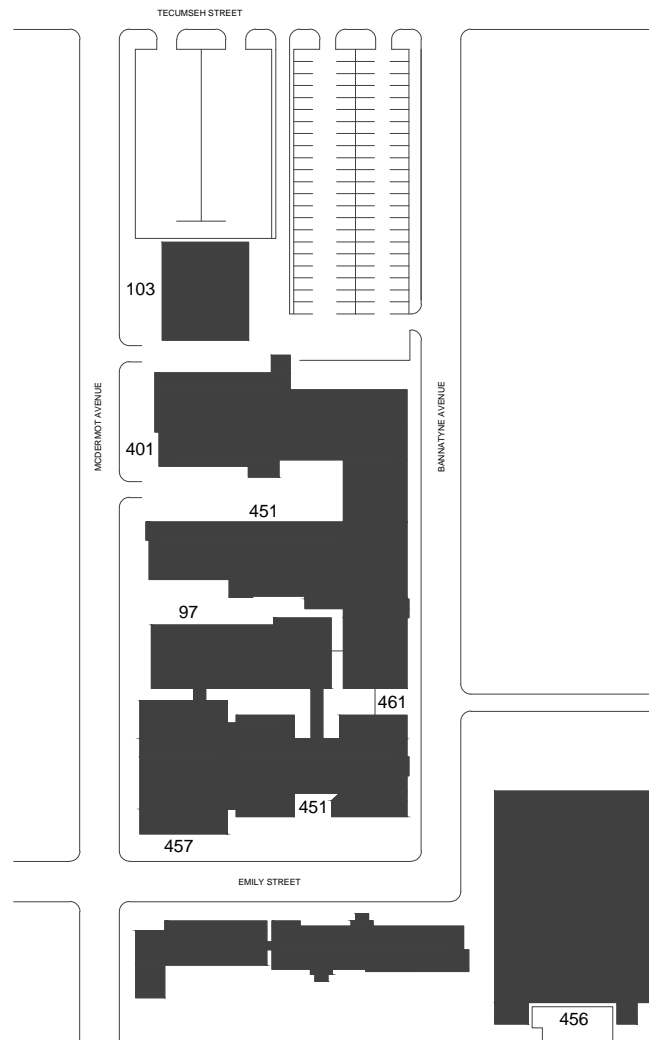 TECUMSEH STREET
103
MCDERMOT AVENUE
BANNATYNE AVENUE
401
451
97
461
451
457
EMILY STREET
456